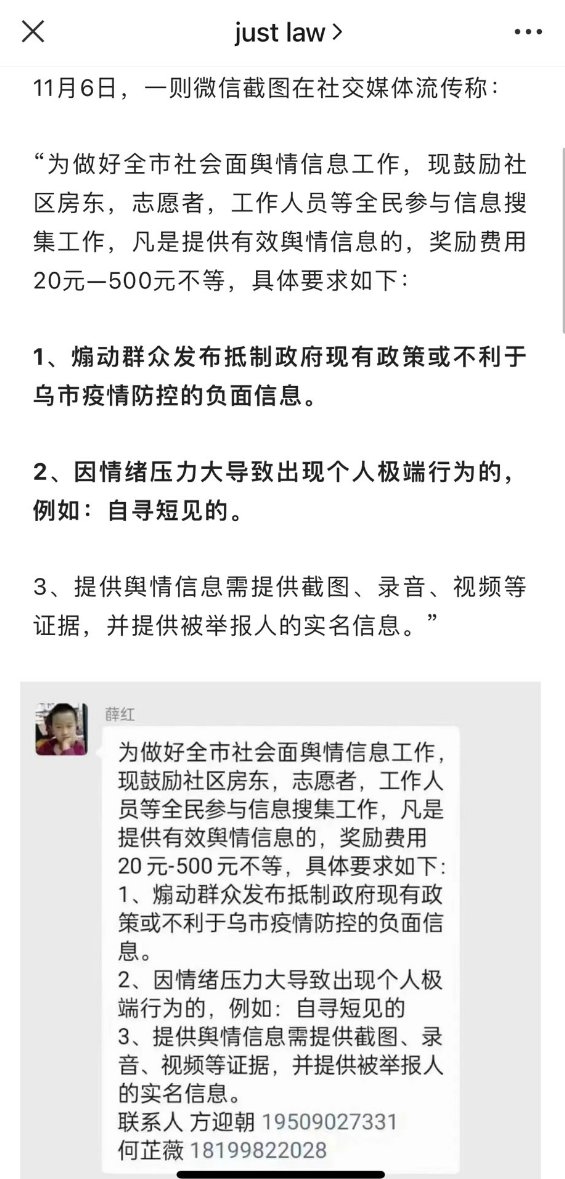 just law
11月6日，一则微信截图在社交媒体流传称：
“为做好全市社会面舆情信息工作，现鼓励社
区房东，志愿者，工作人员等全民参与信息搜
集工作，凡是提供有效舆情信息的，奖励费用
20元—500元不等，具体要求如下：
1、煽动群众发布抵制政府现有政策或不利于
乌市疫情防控的负面信息。
2、因情绪压力大导致出现个人极端行为的，
例如：自寻短见的。
3、提供舆情信息需提供截图、录音、视频等
证据，并提供被举报人的实名信息。”
薛红
为做好全市社会面舆情信息工作，
现鼓励社区房东，志愿者，工作人
员等全民参与信息搜集工作，凡是
提供有效舆情信息的，奖励费用
20元-500元不等，具体要求如下：
1、煽动群众发布抵制政府现有政
策或不利于乌市疫情防控的负面信
息。
2、因情绪压力大导致出现个人极
端行为的，例如：自寻短见的
3、提供舆情信息需提供截图、录
音、视频等证据，并提供被举报人
的实名信息。
联系人 方迎朝 19509027331
何芷薇 18199822028